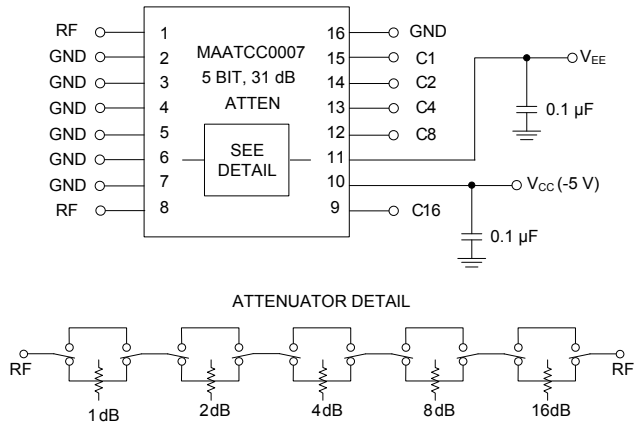 RF 1 MAATCC0007 16 GND
GND 2 5 BIT, 31 dB 15 C1 VEE
GND 3 ATTEN 14 C2
GND 4 13 C4 0.1 µF
GND 5 SEE 12 C8
GND 6 DETAIL 11
GND 7 10 VCC (-5 V)
RF 8 9 C16
0.1 µF
ATTENUATOR DETAIL
RF RF
1dB 2dB 4dB 8dB 16dB